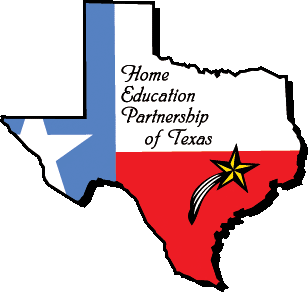 Home
Education
Partnership
of Texas